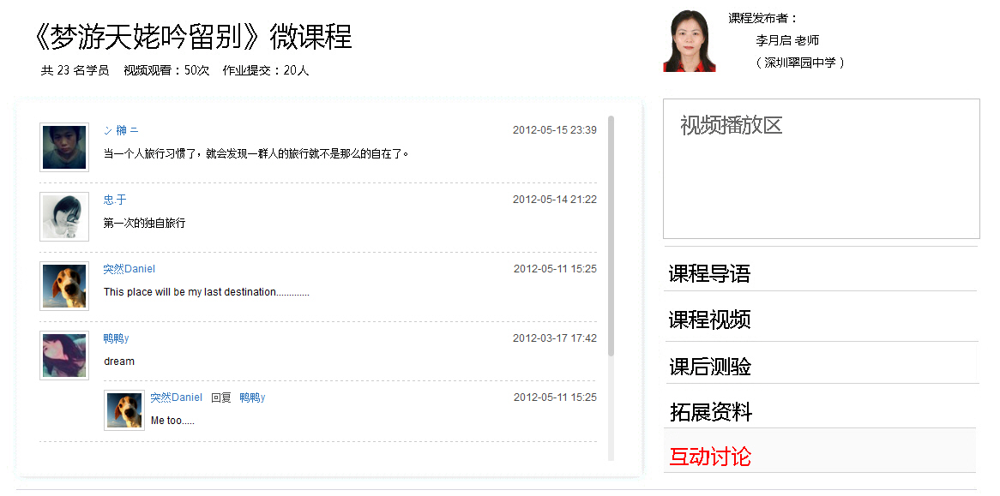 《梦游天姥吟留别》微课程
共 23 名学员 视频观看：50次 作业提交：20人
课程发布者：
李月启 老师
（ 深圳翠园中学 ）
ン 榊 ニ 2012-05-15 23:39
当一个人旅行习惯了，就会发现一群人的旅行就不是那么的自在了。
忠.于 2012-05-14 21:22
第一次的独自旅行
突然Daniel 2012-05-11 15:25
This place will be my last destination.............
鸭鸭y 2012-03-17 17:42
dream
突然Daniel 回复 鸭鸭y 2012-05-11 15:25
Me too.....
视频播放区
课程导语
课程视频
课后测验
拓展资料
互动讨论